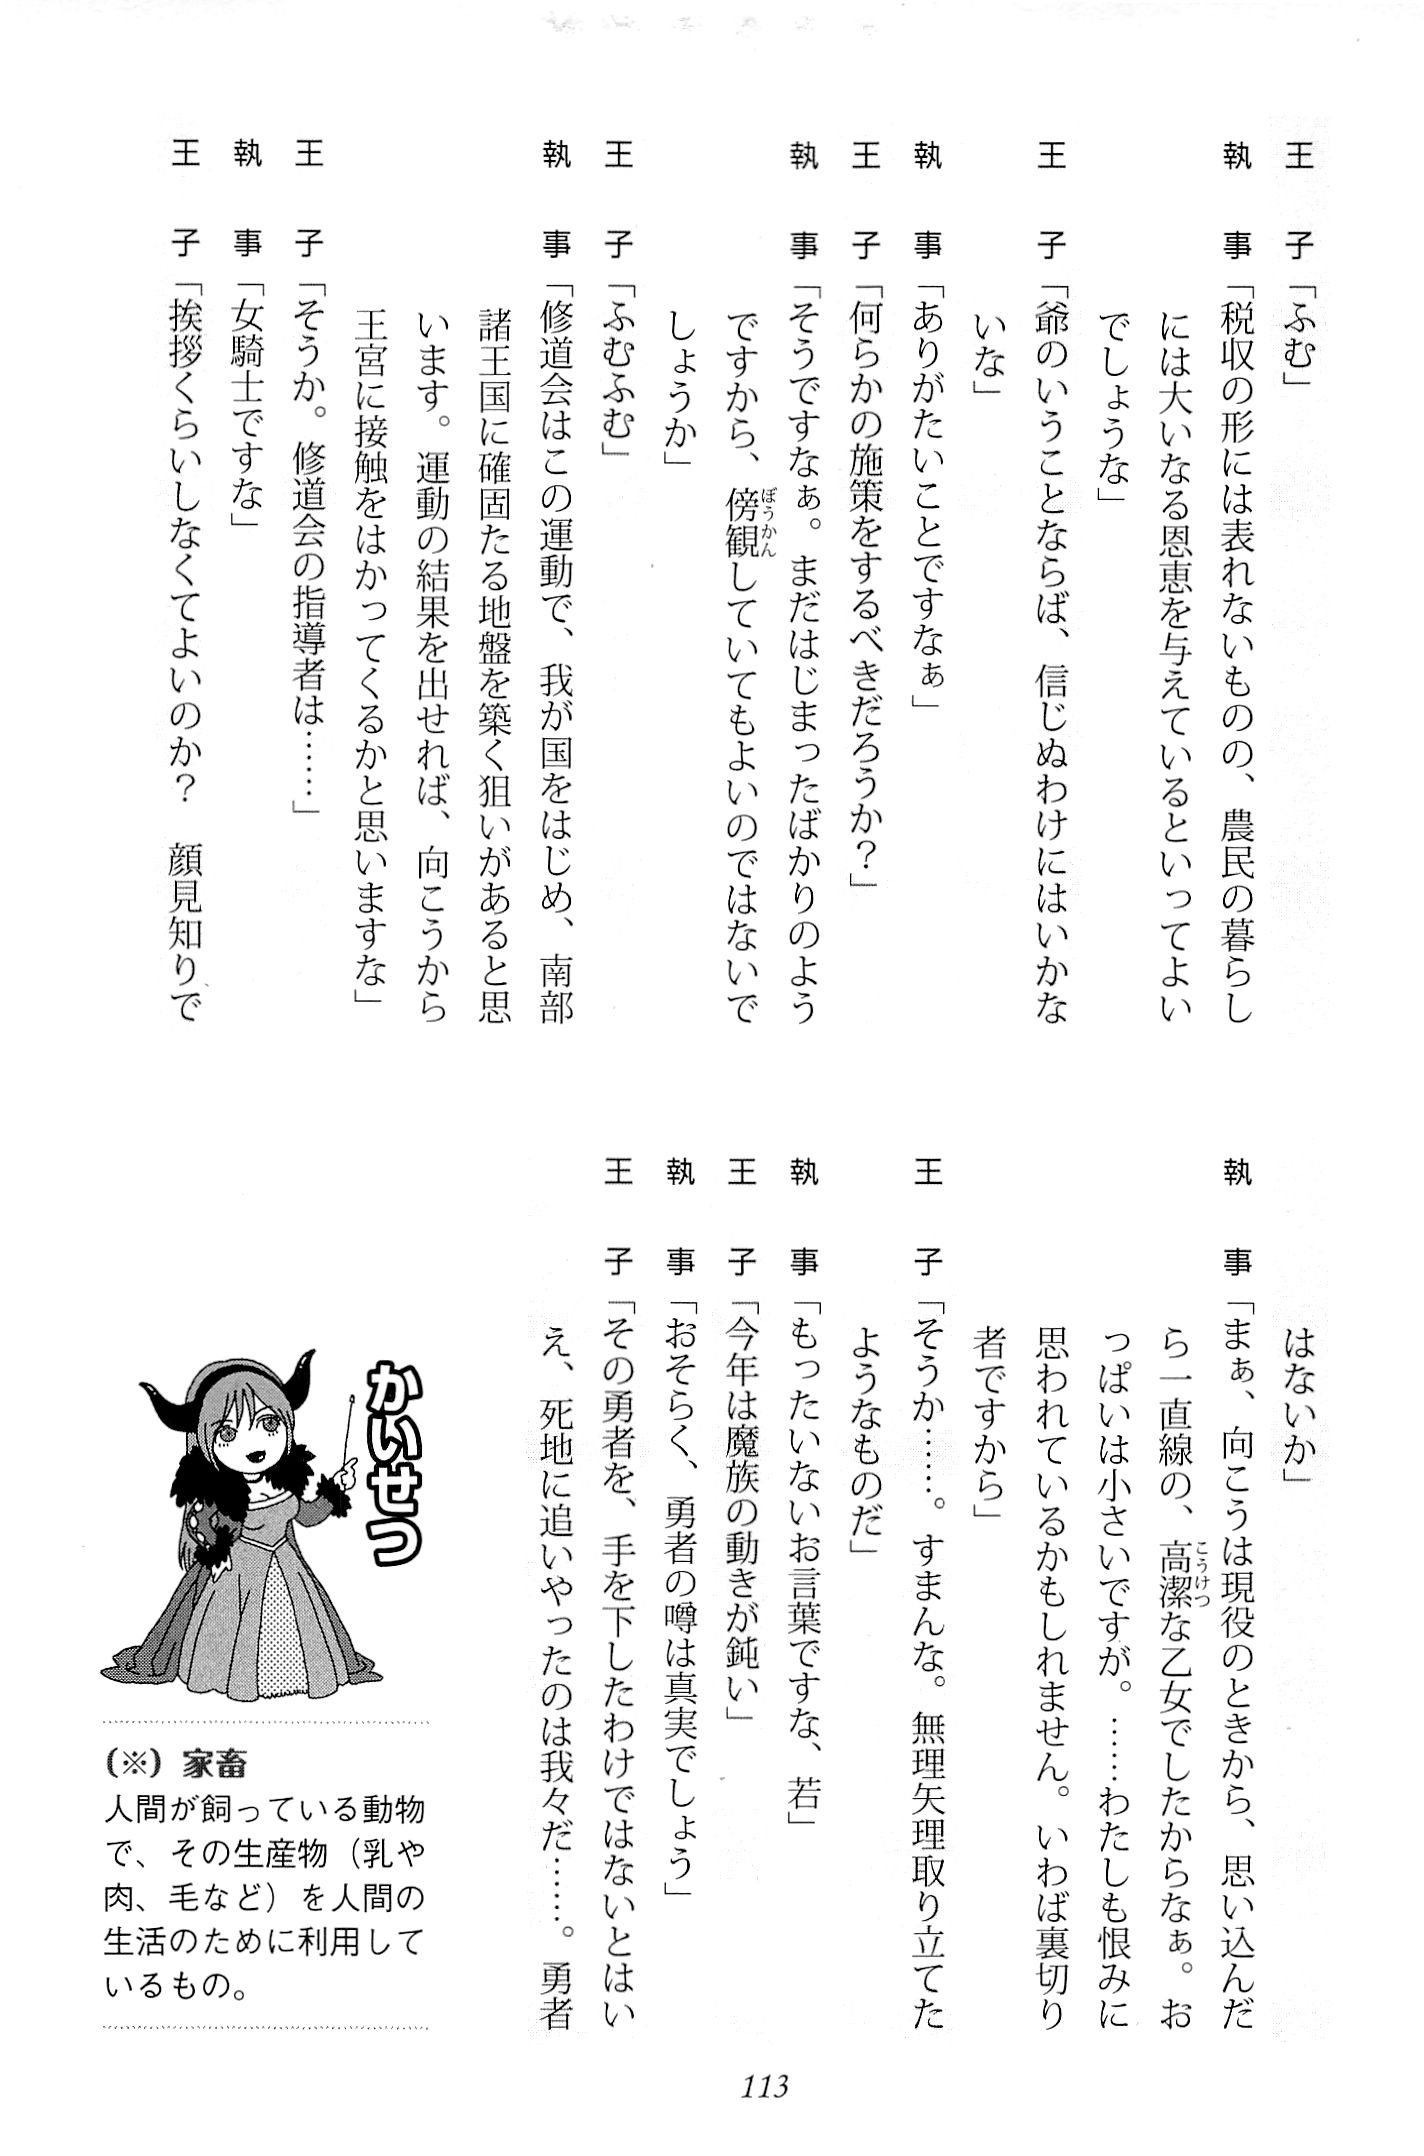 王子「ふむ」
執事「税収の形には表れないものの、農民の暮らし
には大いなる恩恵を与えているといってよい
でしょうな」
王子「爺のいうことならば、信じぬわけにはいかな
いな」
執事「ありがたいことですなぁ」
王子「何らかの施策をするべきだろうか？」
執事「そうですなぁ。まだはじまったばかりのよう
ですから、傍観していてもよいのではないで
ぼうかん
しょうか」
王子「ふむふむ」
執事「修道会はこの運動で、我が国をはじめ、南部
諸王国に確固たる地盤を築く狙いがあると思
います。運動の結果を出せれば、向こうから
王宮に接触をはかってくるかと思いますな」
王子「そうか。修道会の指導者は……」
執事「女騎士ですな」
王子「挨拶くらいしなくてよいのか？　顔見知りで
はないか」
執事「まぁ、向こうは現役のときから、思い込んだ
ら一直線の、高潔な乙女でしたからなぁ。お
こうけつ
っぱいは小さいですが。……わたしも恨みに
思われているかもしれません。いわば裏切り
者ですから」
王子「そうか……。すまんな。無理矢理取り立てた
ようなものだ」
執事「もったいないお言葉ですな、若」
王子「今年は魔族の動きが鈍い」
執事「おそらく、勇者の噂は真実でしょう」
王子「その勇者を、手を下したわけではないとはい
え、死地に追いやったのは我々だ……。勇者
かいせつ
（※）家畜
人間が飼っている動物
で、その生産物（乳や
肉、毛など）を人間の
生活のために利用して
いるもの。
113